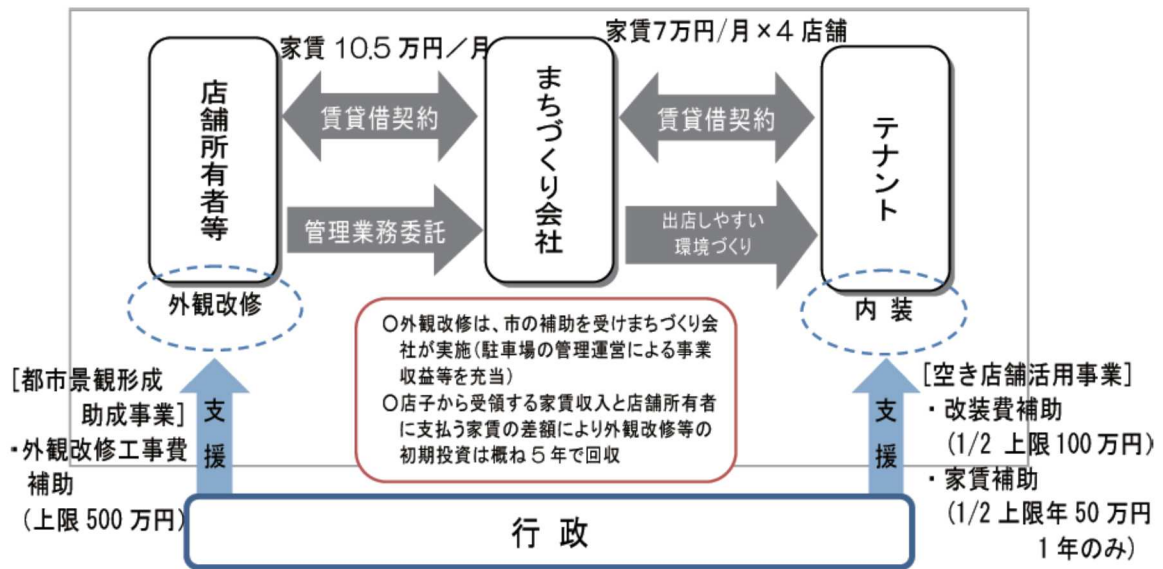 家賃 10.5 万円／月
家賃7万円/月×4 店舗
店舗所有者等
賃貸借契約
まちづくり会社
賃貸借契約
テナント
管理業務委託
出店しやすい
環境づくり
外観改修
内 装
○外観改修は、市の補助を受けまちづくり会
社が実施(駐車場の管理運営による事業
収益等を充当)
○店子から受領する家賃収入と店舗所有者
に支払う家賃の差額により外観改修等の
初期投資は概ね５年で回収
[都市景観形成
助成事業]
・外観改修工事費
補助
(上限 500 万円)
支援
[空き店舗活用事業]
・改装費補助
(1/2 上限 100 万円)
・家賃補助
(1/2 上限年 50 万円
１年のみ)
支援
行 政